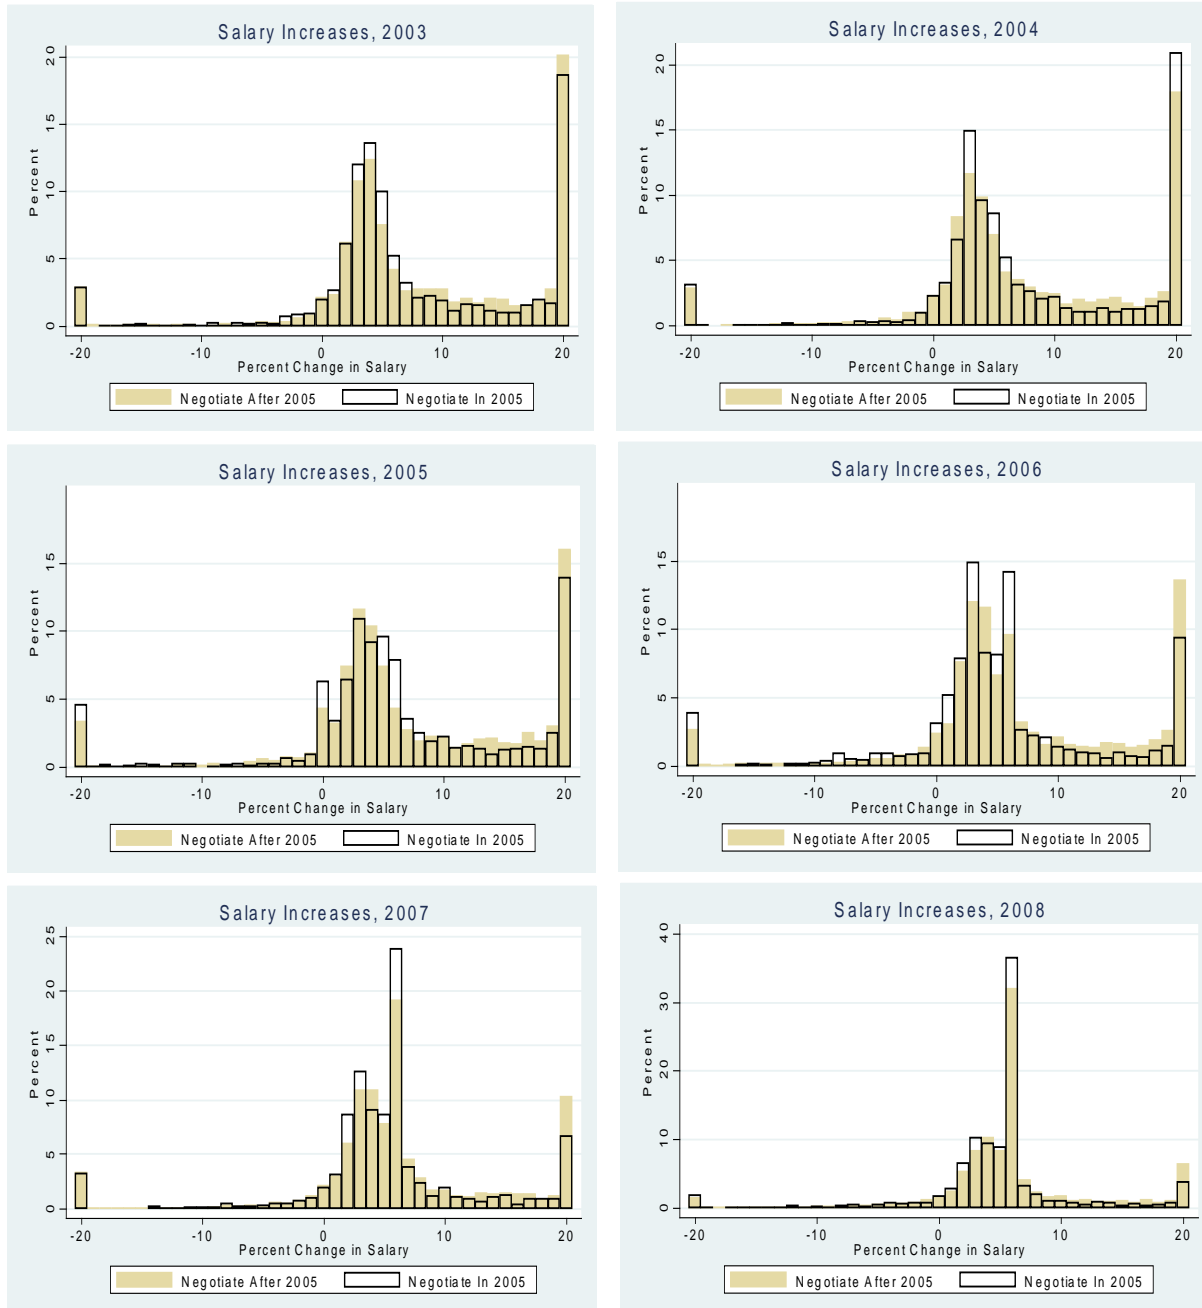 Salary Increases, 2003
Percent
20
15
10
5
0
-20 -10 0 10 20
Percent Change in Salary
Negotiate After 2005 Negotiate In 2005
Salary Increases, 2004
Percent
20
15
10
5
0
-20 -10 0 10 20
Percent Change in Salary
Negotiate After 2005 Negotiate In 2005
Salary Increases, 2005
Percent
15
10
5
0
-20 -10 0 10 20
Percent Change in Salary
Negotiate After 2005 Negotiate In 2005
Salary Increases, 2006
Percent
15
10
5
0
-20 -10 0 10 20
Percent Change in Salary
Negotiate After 2005 Negotiate In 2005
Salary Increases, 2007
Percent
25
20
15
10
5
0
-20 -10 0 10 20
Percent Change in Salary
Negotiate After 2005 Negotiate In 2005
Salary Increases, 2008
Percent
40
30
20
10
0
-20 -10 0 10 20
Percent Change in Salary
Negotiate After 2005 Negotiate In 2005